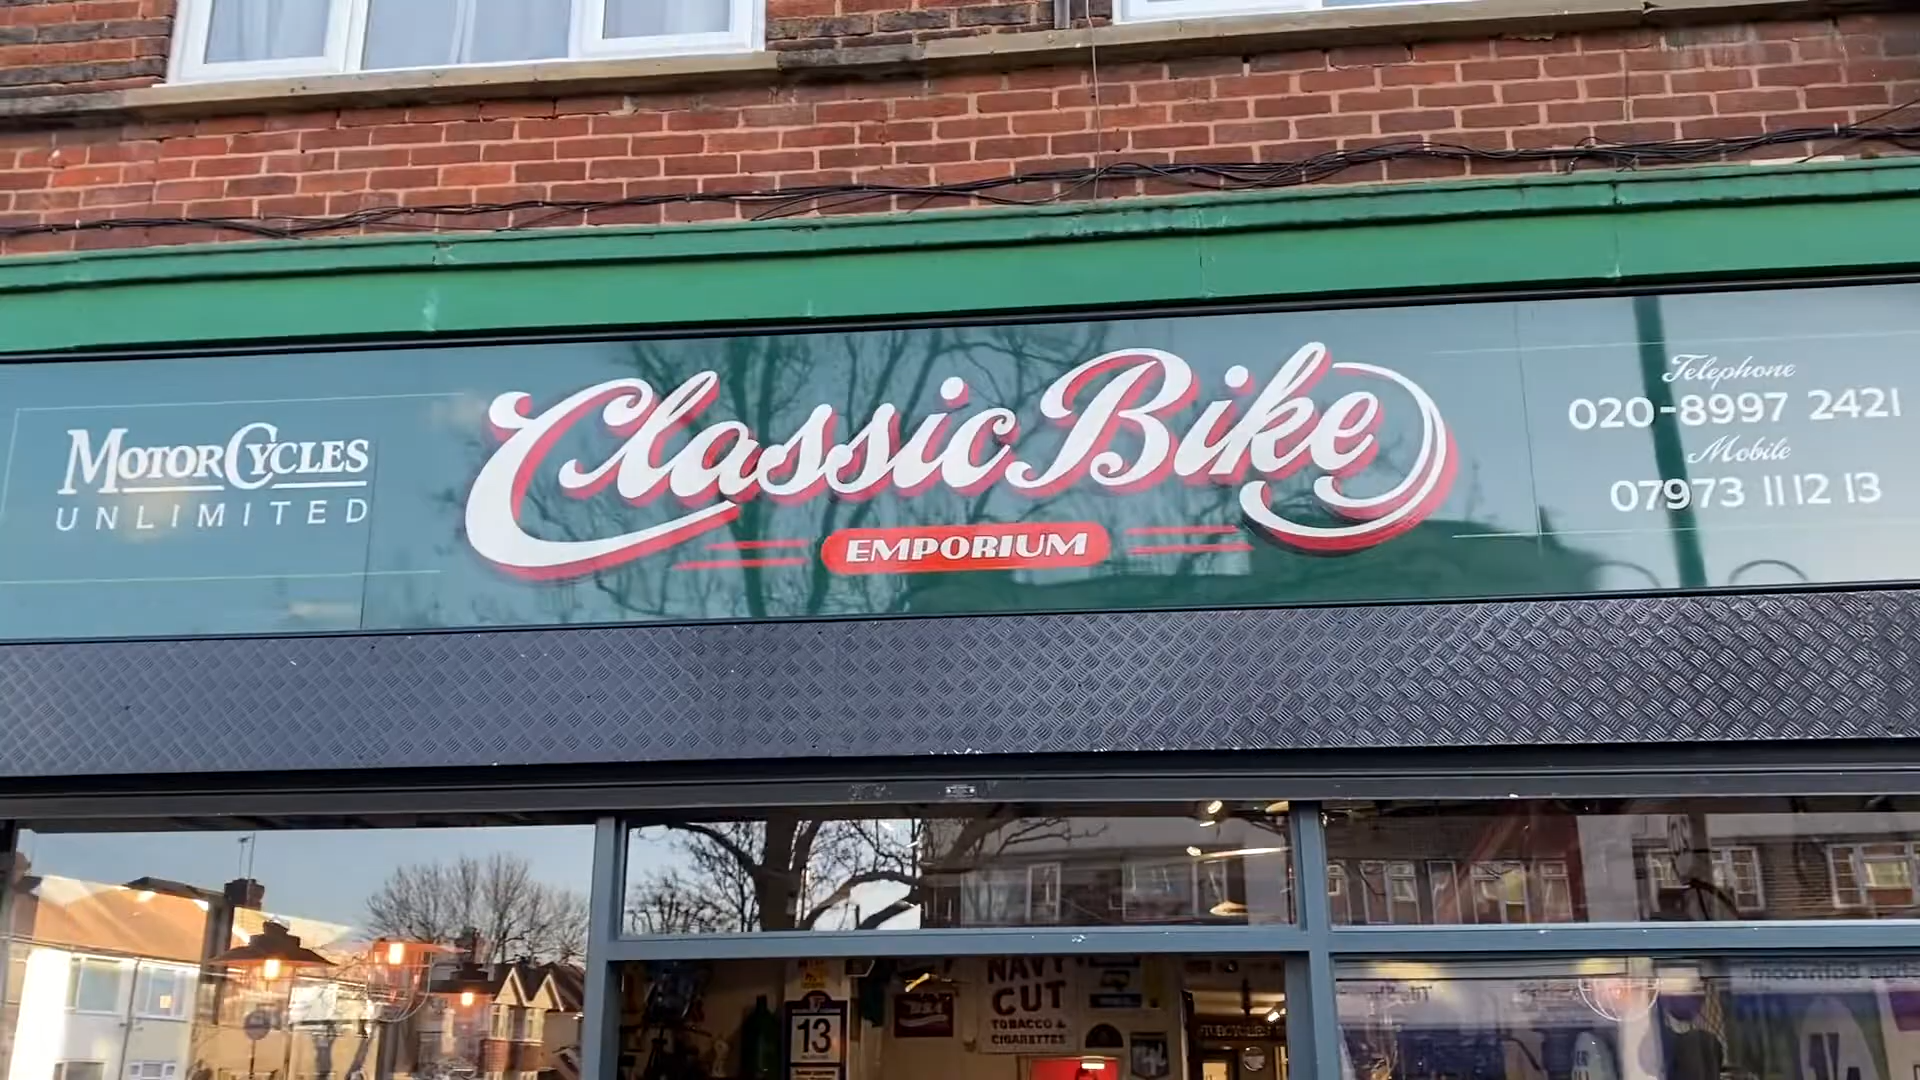 MOTORCYCLES
UNLIMITED
Classic Bike
EMPORIUM
Telephone
020-8997 2421
Mobile
07973 11 12 13
NAVY
CUT
TOBACCO &
CIGARETTES
13